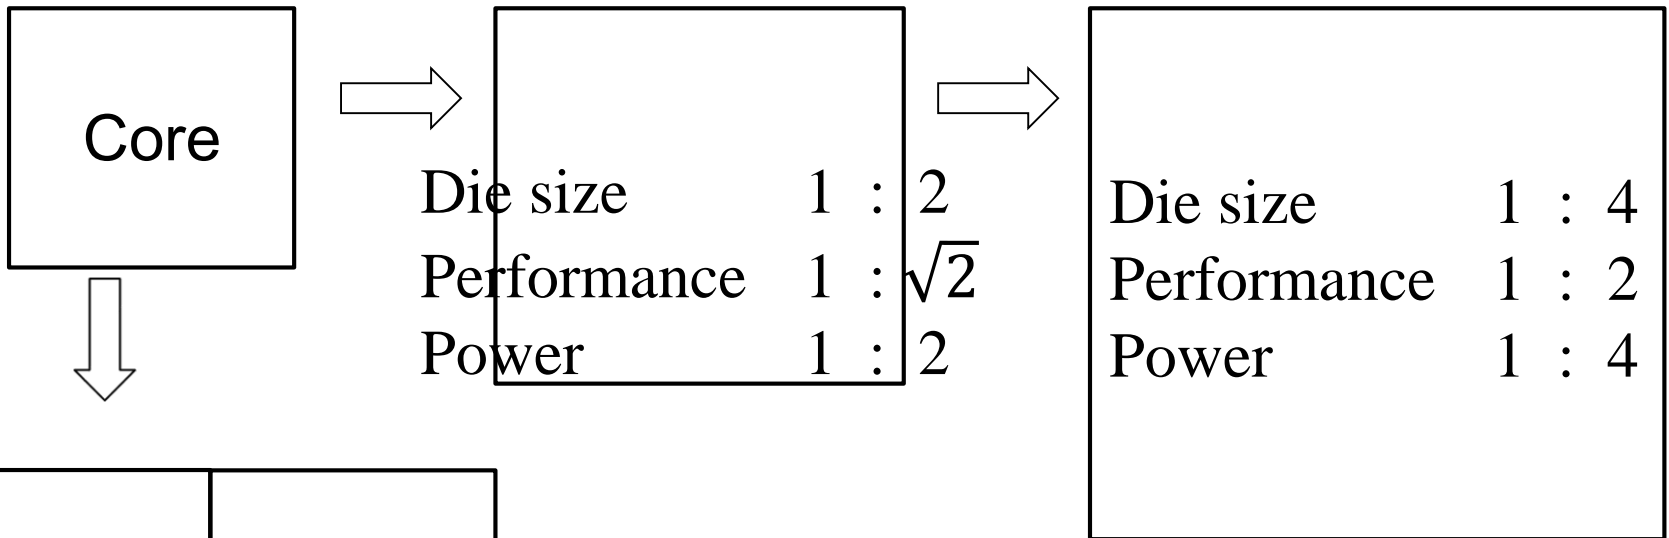 Core
Die size 1 : 2
Performance 1 : √2
Power 1 : 2
Die size 1 : 4
Performance 1 : 2
Power 1 : 4